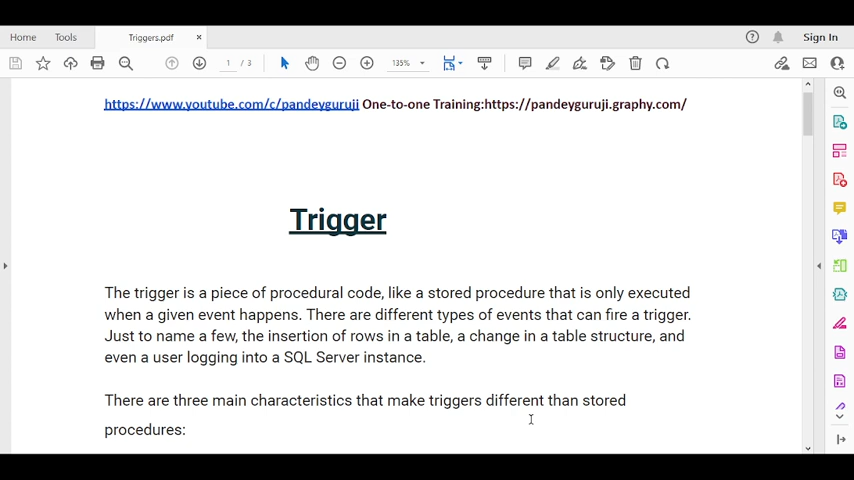 Home Tools Triggers.pdf × Sign In
1 / 3 135%
https://www.youtube.com/c/pandeyguruji One-to-one Training:https://pandeyguruji.graphy.com/
Trigger
The trigger is a piece of procedural code, like a stored procedure that is only executed
when a given event happens. There are different types of events that can fire a trigger.
Just to name a few, the insertion of rows in a table, a change in a table structure, and
even a user logging into a SQL Server instance.
There are three main characteristics that make triggers different than stored
procedures: